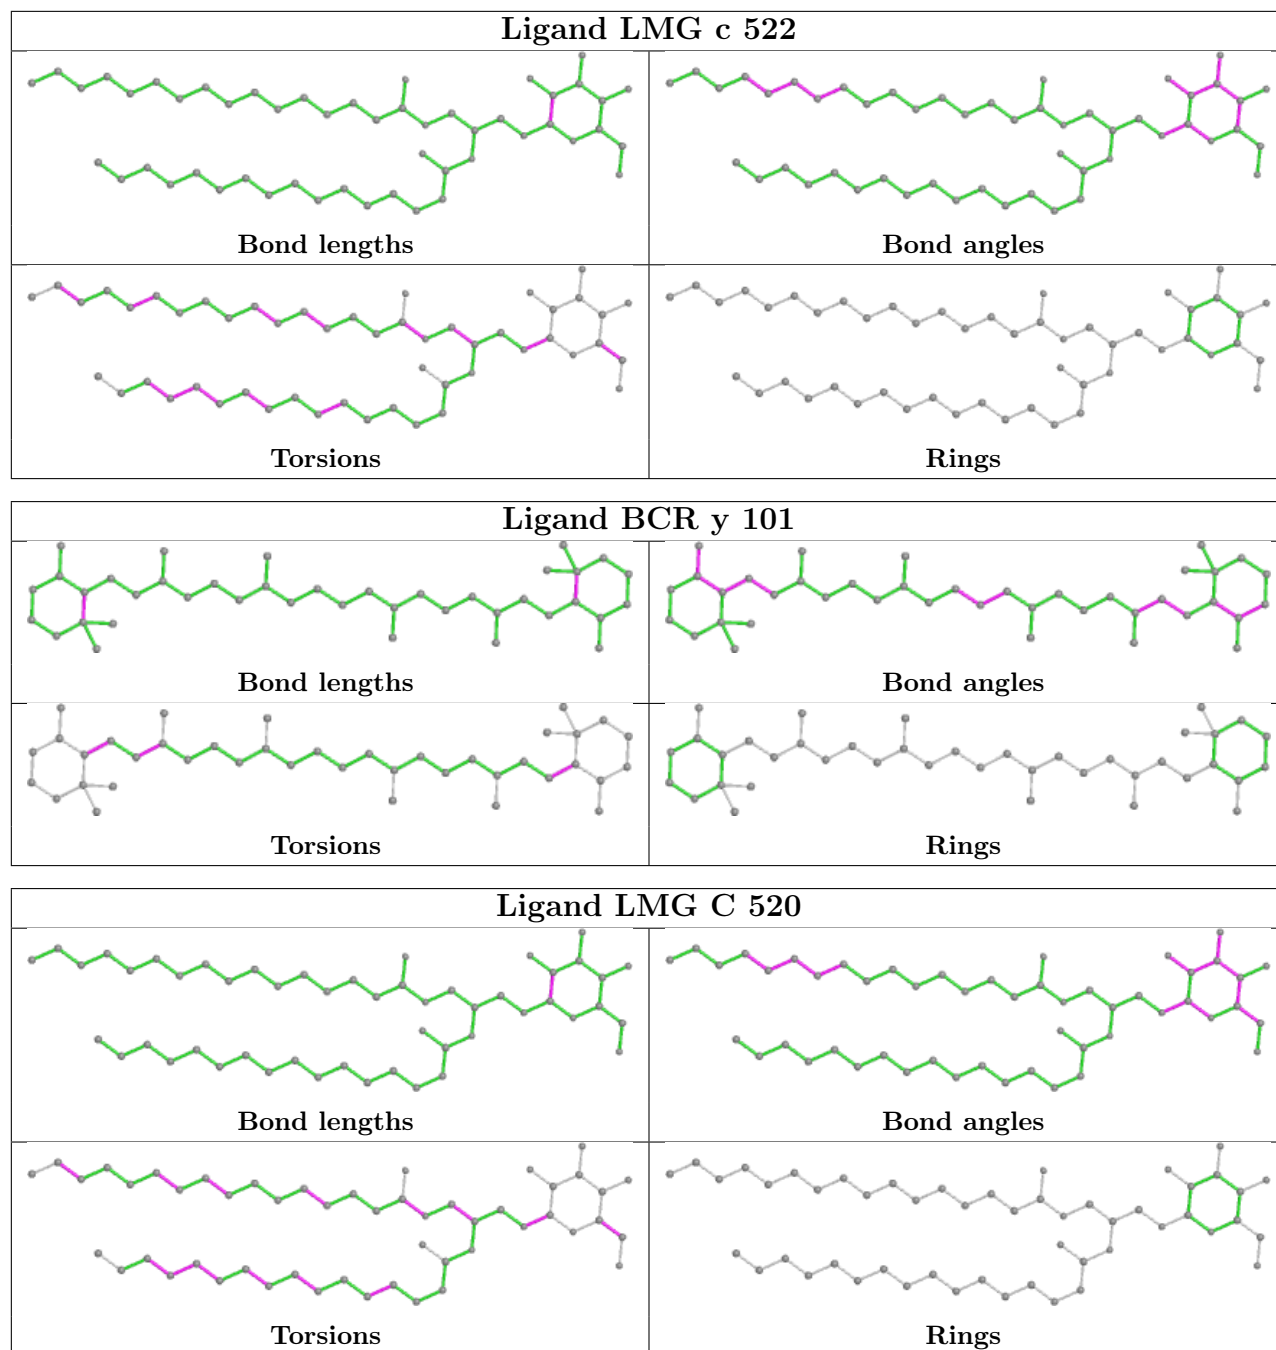 Ligand LMG c 522
Bond lengths
Bond angles
Torsions
Rings
Ligand BCR y 101
Bond lengths
Bond angles
Torsions
Rings
Ligand LMG C 520
Bond lengths
Bond angles
Torsions
Rings